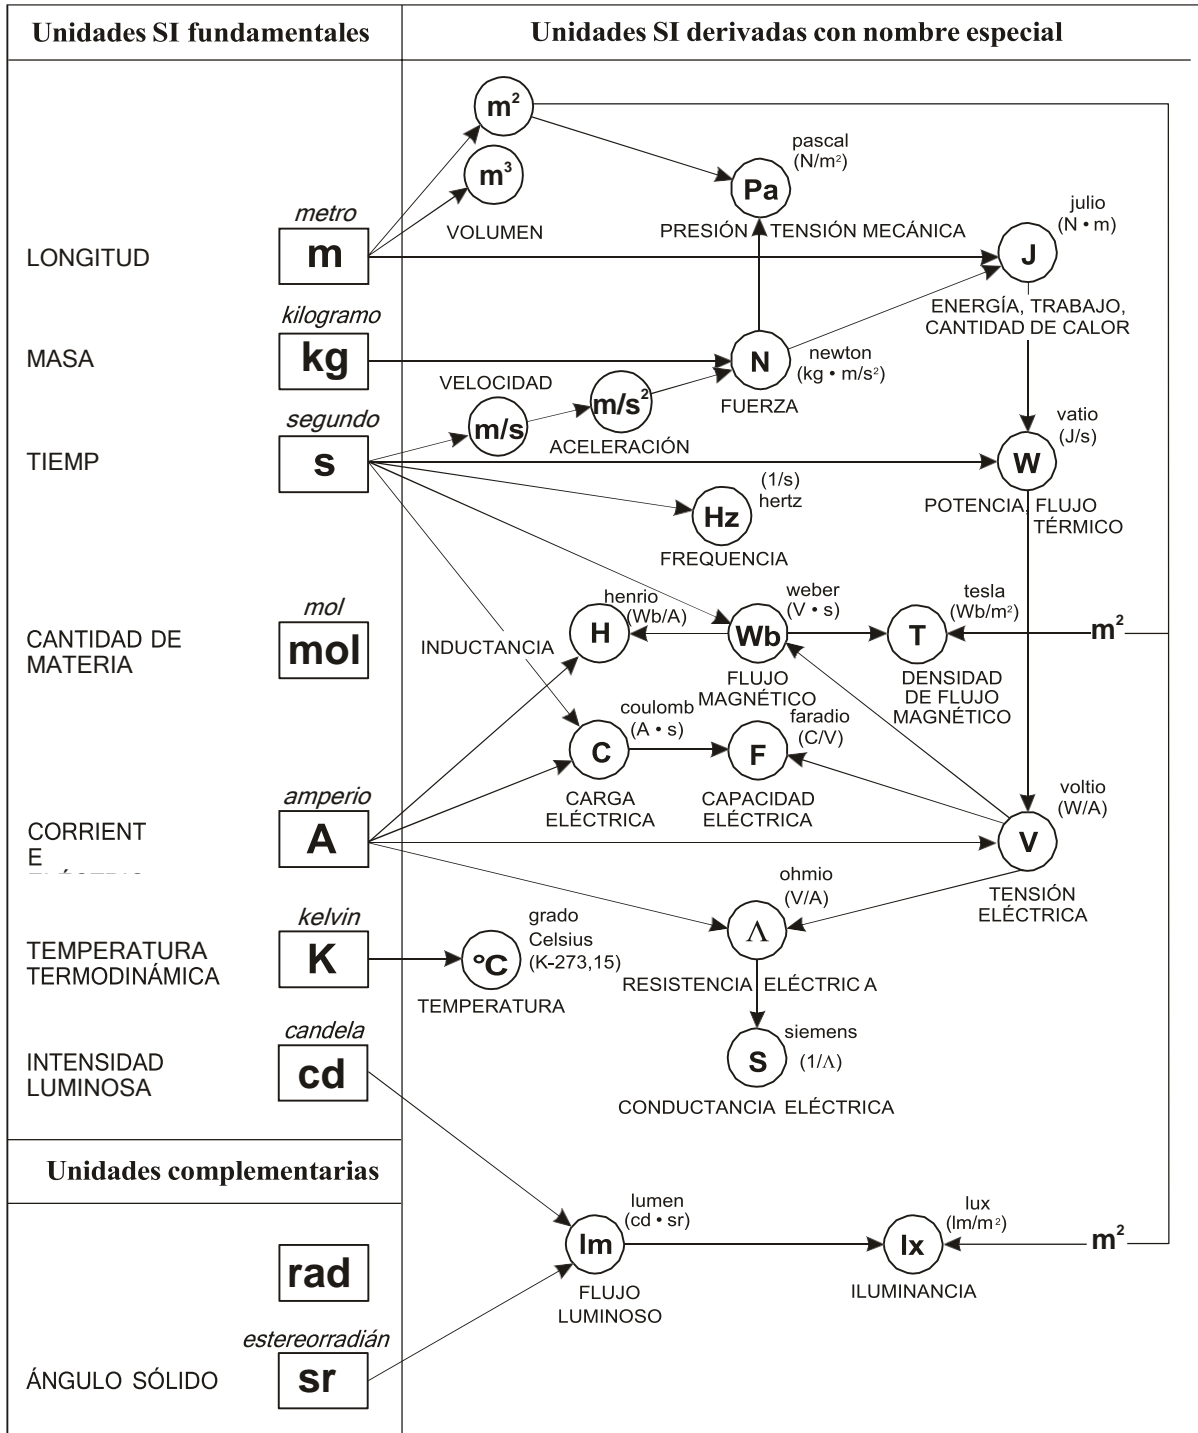 Unidades SI fundamentales
Unidades SI derivadas con nombre especial
m²
m³
VOLUMEN
pascal
(N/m²)
Pa
PRESIÓN
TENSIÓN MECÁNICA
metro
LONGITUD
m
julio
(N • m)
J
ENERGÍA, TRABAJO,
CANTIDAD DE CALOR
kilogramo
MASA
kg
N
newton
(kg • m/s²)
FUERZA
VELOCIDAD
m/s
m/s²
ACELERACIÓN
segundo
TIEMP
s
vatio
(J/s)
W
POTENCIA, FLUJO
TÉRMICO
(1/s)
hertz
Hz
FREQUENCIA
mol
CANTIDAD DE
MATERIA
mol
henrio
(Wb/A)
H
INDUCTANCIA
weber
(V • s)
Wb
FLUJO
MAGNÉTICO
tesla
(Wb/m²)
T
m²
DENSIDAD
DE FLUJO
MAGNÉTICO
coulomb
(A • s)
C
CARGA
ELÉCTRICA
faradio
(C/V)
F
CAPACIDAD
ELÉCTRICA
amperio
CORRIENT
E
A
voltio
(W/A)
V
TENSIÓN
ELÉCTRICA
ohmio
(V/A)
Λ
RESISTENCIA ELÉCTRIC A
kelvin
TEMPERATURA
TERMODINÁMICA
K
grado
Celsius
(K-273,15)
ºC
TEMPERATURA
siemens
(1/Λ)
S
CONDUCTANCIA ELÉCTRICA
candela
INTENSIDAD
LUMINOSA
cd
Unidades complementarias
lumen
(cd • sr)
lm
FLUJO
LUMINOSO
lux
(lm/m²)
lx
m²
ILUMINANCIA
rad
estereorradián
ÁNGULO SÓLIDO
sr